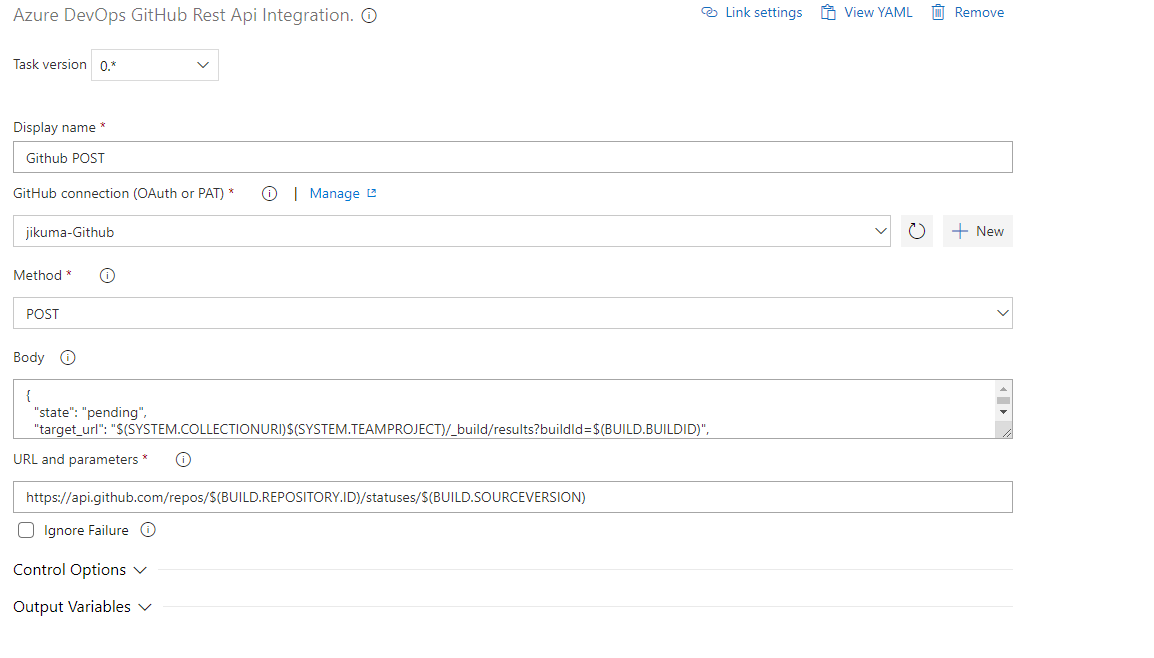 Azure DevOps GitHub Rest Api Integration.
Link settings View YAML Remove
Task version 0.*
Display name *
Github POST
GitHub connection (OAuth or PAT) * | Manage
jikuma-Github
New
Method *
POST
Body
{
"state": "pending",
"target_url": "$(SYSTEM.COLLECTIONURI)$(SYSTEM.TEAMPROJECT)/_build/results?buildId=$(BUILD.BUILDID)",
URL and parameters *
https://api.github.com/repos/$(BUILD.REPOSITORY.ID)/statuses/$(BUILD.SOURCEVERSION)
Ignore Failure
Control Options
Output Variables